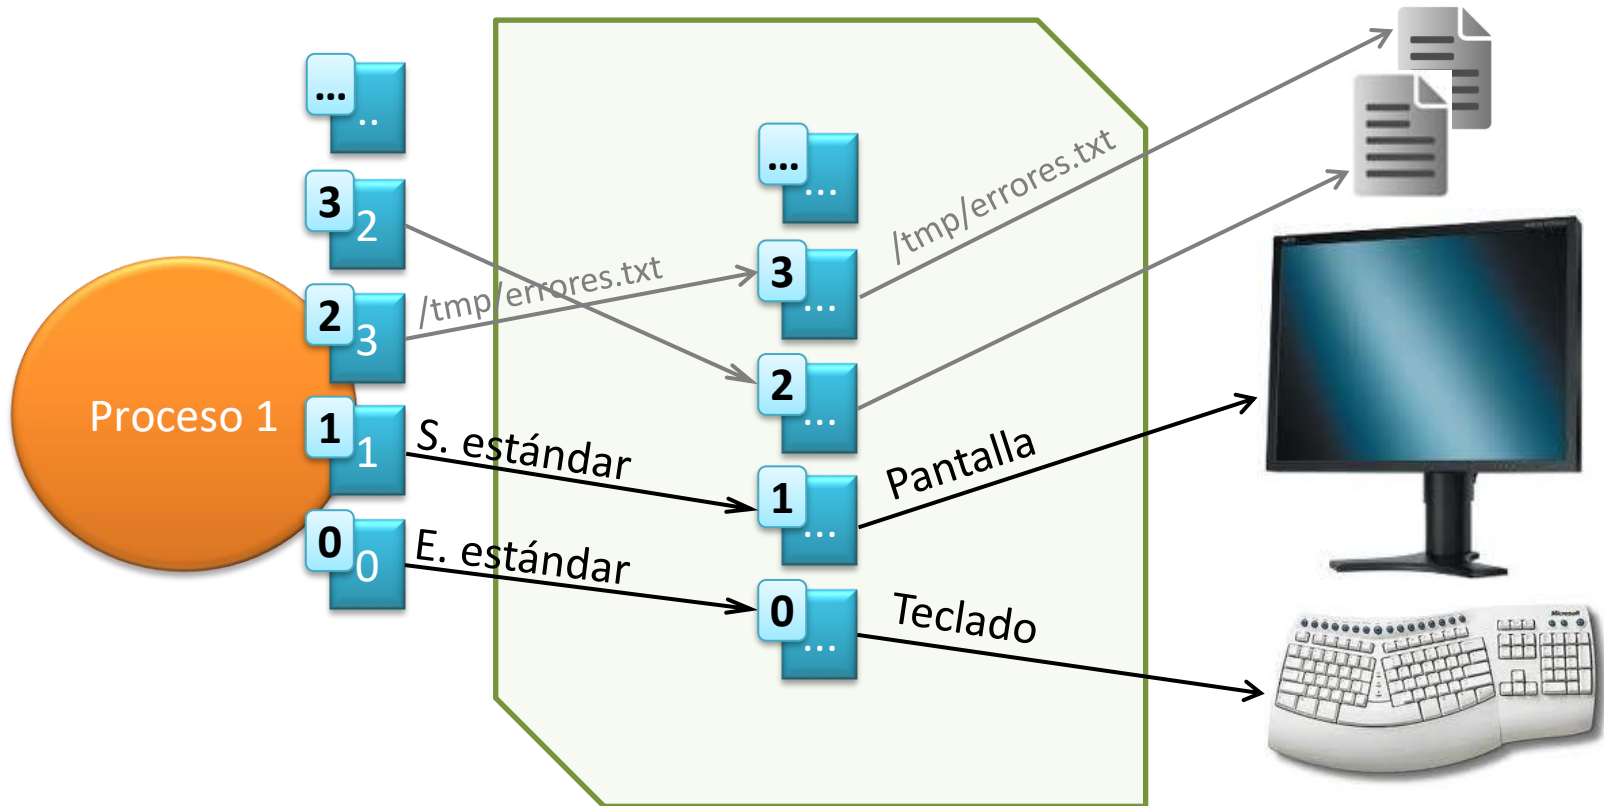 Proceso 1
...
..
3
2
2
3
1
1
0
0
/tmp/errores.txt
S. estándar
E. estándar
...
...
3
...
2
...
1
...
0
...
/tmp/errores.txt
Pantalla
Teclado
Microsoft